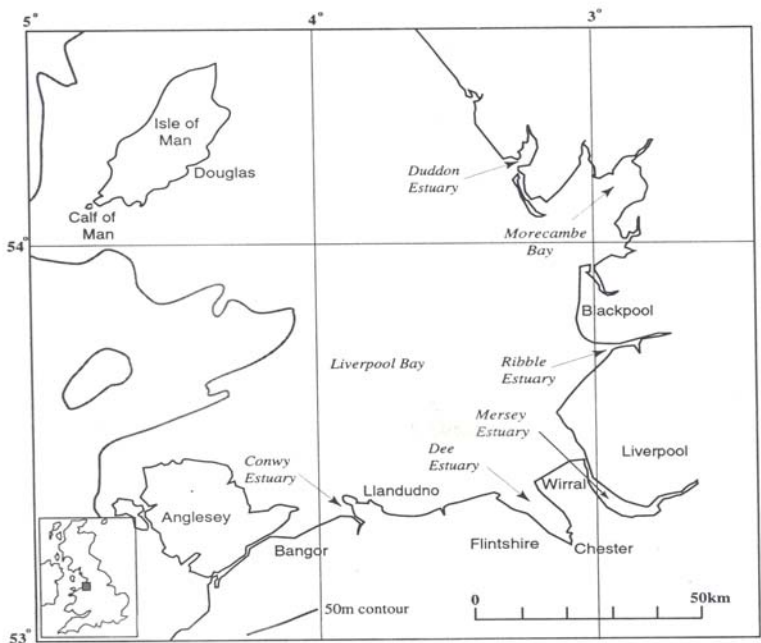 5°
4°
3°
Isle of
Man
Douglas
Calf of
Man
Duddon
Estuary
Morecambe
Bay
54°
Blackpool
Liverpool Bay
Ribble
Estuary
Mersey
Estuary
Liverpool
Dee
Estuary
Wirral
Conwy
Estuary
Llandudno
Anglesey
Bangor
Flintshire
Chester
50m contour
0
50km
53°